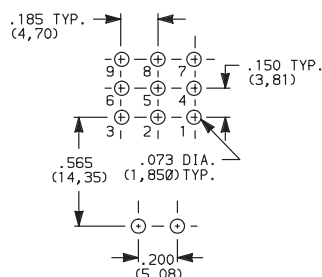 .185 TYP.
(4,70)
9 8 7
.150 TYP.
(3,81)
6 5 4
3 2 1
.565
(14,35)
.073 DIA.
(1,850) TYP.
.200
(5,08)